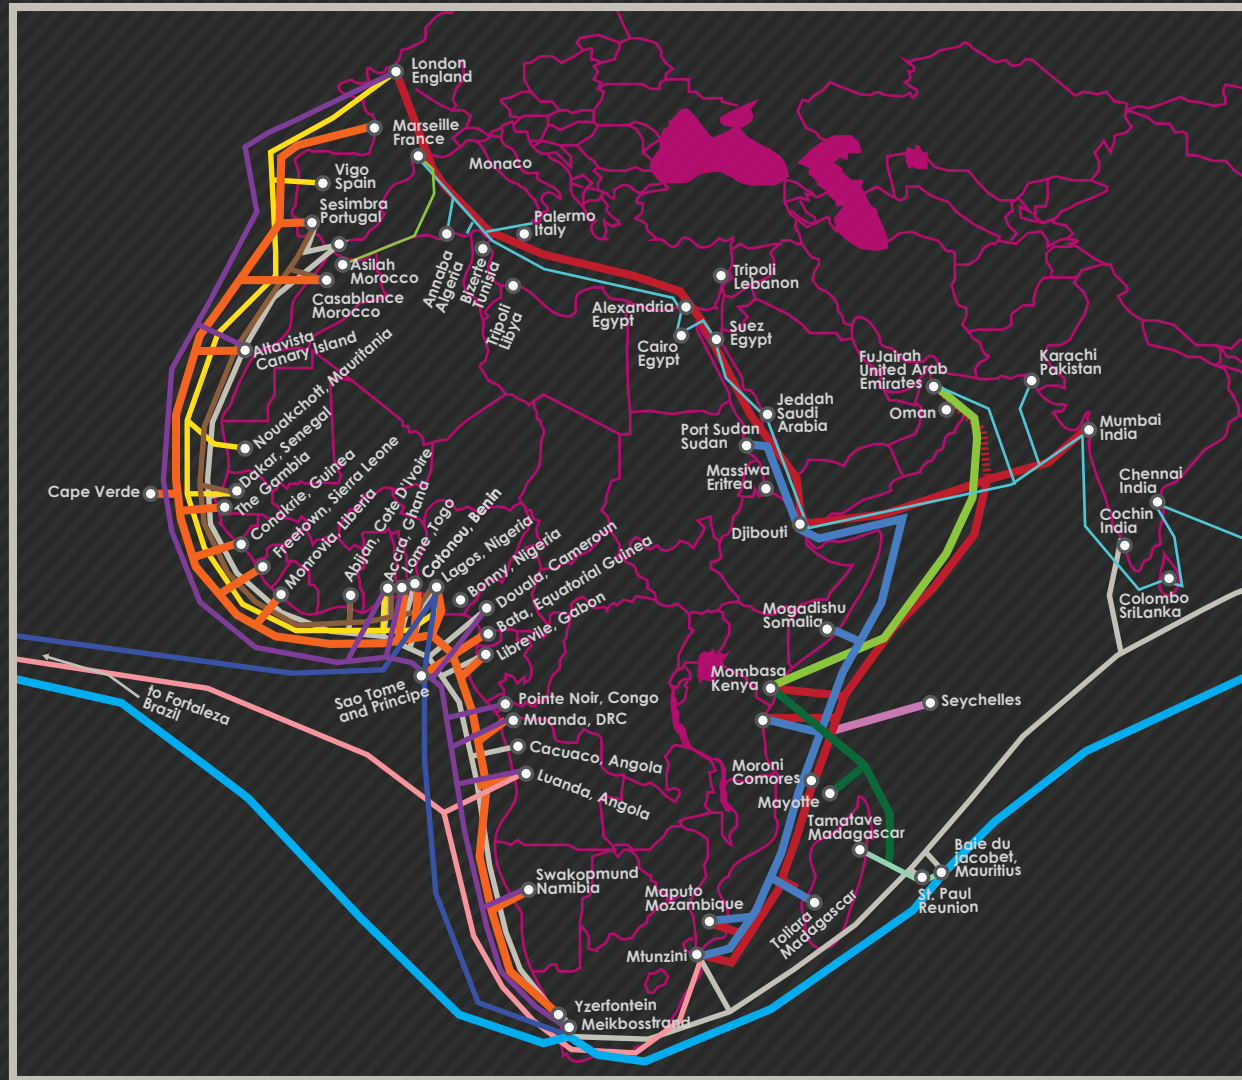 London
England
Marseille
France
Monaco
Vigo
Spain
Sesimbra
Portugal
Palermo
Italy
Asilah
Morocco
Casablance
Morocco
Annaba
Algeria
Bizerte
Tunisia
Tripoli
Libya
Tripoli
Lebanon
Alexandria
Egypt
Cairo
Egypt
Suez
Egypt
Altavista
Canary Island
FuJairah
United Arab
Emirates
Oman
Karachi
Pakistan
Jeddah
Saudi
Arabia
Port Sudan
Sudan
Massiwa
Eritrea
Mumbai
India
Chennai
India
Cochin
India
Colombo
SriLanka
Djibouti
Nouakchott, Mauritania
Dakar, Senegal
The Gambia
Cape Verde
Conakrie, Guinea
Freetown, Sierra Leone
Monrovia, Liberia
Abijan, Cote D'Ivoire
Accra, Ghana
Lome, Togo
Cotonou, Benin
Lagos, Nigeria
Bonny, Nigeria
Douala, Cameroun
Bata, Equatorial Guinea
Librevile, Gabon
Mogadishu
Somalia
Mombasa
Kenya
Seychelles
to Fortaleza
Brazil
Sao Tome
and Principe
Pointe Noir, Congo
Muanda, DRC
Cacuaco, Angola
Luanda, Angola
Moroni
Comores
Mayotte
Tamatave
Madagascar
Baie du
jacobet,
Mauritius
St. Paul
Reunion
Swakopmund
Namibia
Maputo
Mozambique
Toliara
Madagascar
Mtunzini
Yzerfontein
Meikbosstrand